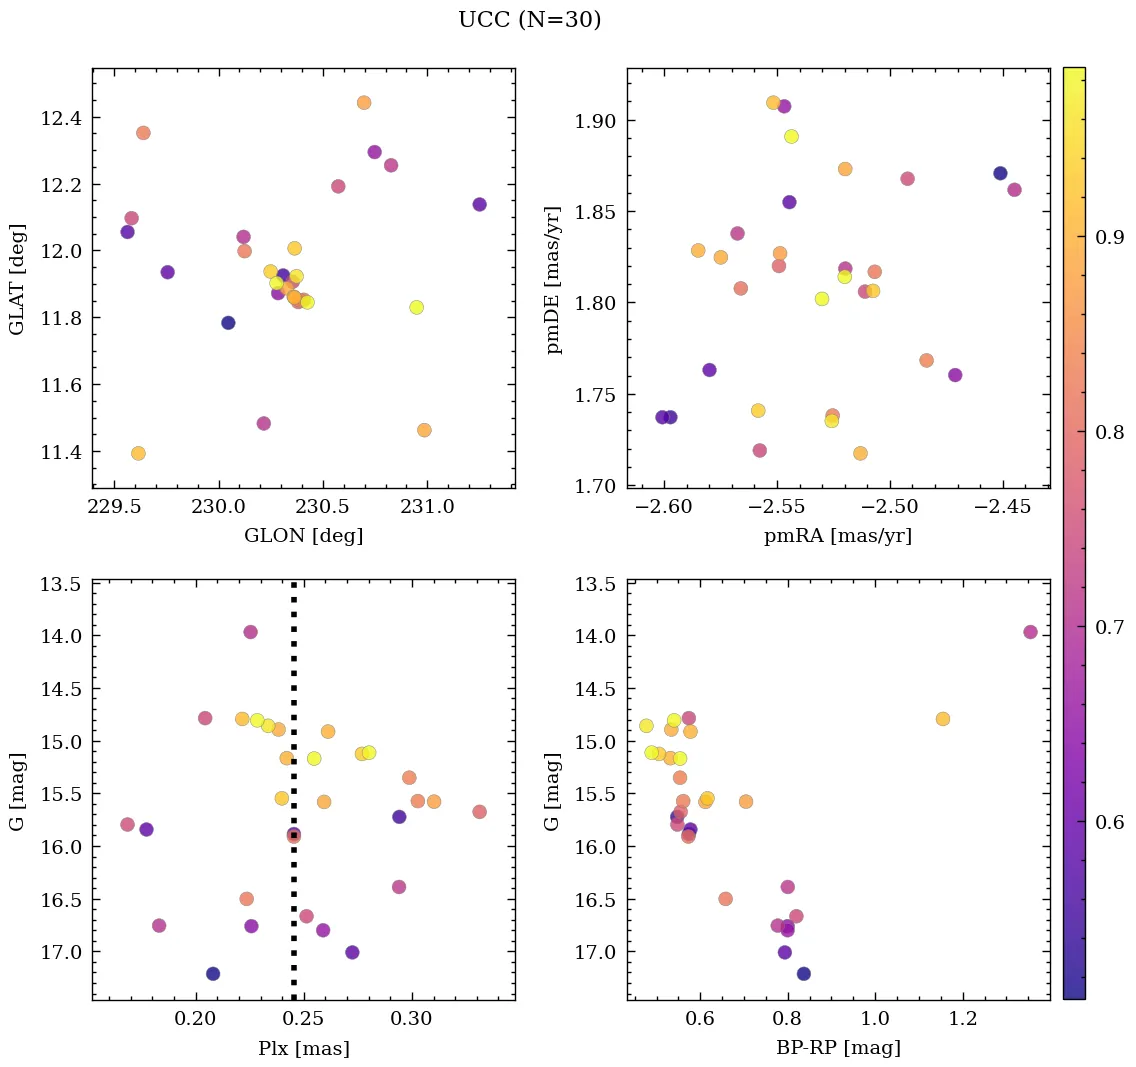 UCC (N=30)
12.4
12.2
12.0
11.8
11.6
11.4
GLAT [deg]
229.5 230.0 230.5 231.0
GLON [deg]
1.90
1.85
1.80
1.75
1.70
pmDE [mas/yr]
−2.60 −2.55 −2.50 −2.45
pmRA [mas/yr]
0.9
0.8
0.7
0.6
13.5
14.0
14.5
15.0
15.5
16.0
16.5
17.0
G [mag]
0.20 0.25 0.30
Plx [mas]
13.5
14.0
14.5
15.0
15.5
16.0
16.5
17.0
G [mag]
0.6 0.8 1.0 1.2
BP-RP [mag]